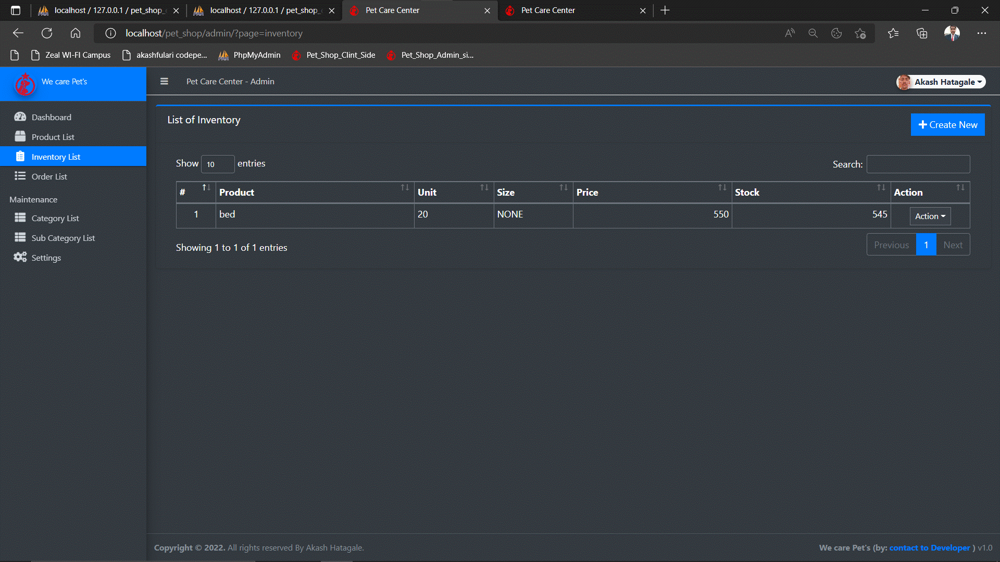 localhost / 127.0.0.1 / pet_shop_
localhost / 127.0.0.1 / pet_shop_
Pet Care Center
Pet Care Center
localhost/pet_shop/admin/?page=inventory
Zeal WI-FI Campus
akashfulari codepe...
PhpMyAdmin
Pet_Shop_Clint_Side
Pet_Shop_Admin_si...
We care Pet's
Pet Care Center - Admin
Akash Hatagale
Dashboard
Product List
Inventory List
Order List
Maintenance
Category List
Sub Category List
Settings
List of Inventory
Create New
Show 10 entries
Search:
# Product Unit Size Price Stock Action
1 bed 20 NONE 550 545 Action
Showing 1 to 1 of 1 entries
Previous 1 Next
Copyright © 2022. All rights reserved By Akash Hatagale.
We care Pet's (by: contact to Developer ) v1.0